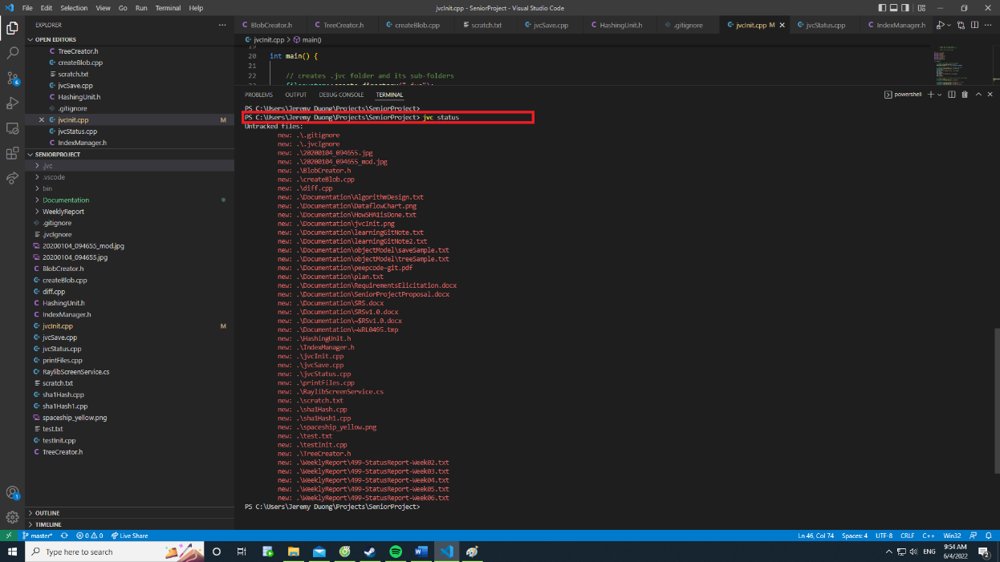 File Edit Selection View Go Run Terminal Help
jvcInit.cpp - SeniorProject - Visual Studio Code
EXPLORER
OPEN EDITORS
TreeCreator.h
createBlob.cpp
scratch.txt
jvcSave.cpp
HashingUnit.h
.gitignore
jvcInit.cpp M
jvcStatus.cpp
IndexManager.h
SENIORPROJECT
.jvc
.vscode
bin
Documentation
WeeklyReport
.gitignore
.jvcIgnore
20200104_094655_mod.jpg
20200104_094655.jpg
BlobCreator.h
createBlob.cpp
diff.cpp
HashingUnit.h
IndexManager.h
jvcInit.cpp M
jvcSave.cpp
jvcStatus.cpp
printFiles.cpp
RaylibScreenService.cs
scratch.txt
sha1Hash.cpp
sha1Hash1.cpp
spaceship_yellow.png
test.txt
testInit.cpp
TreeCreator.h
OUTLINE
TIMELINE
BlobCreator.h TreeCreator.h createBlob.cpp scratch.txt jvcSave.cpp HashingUnit.h .gitignore jvcInit.cpp M jvcStatus.cpp IndexManager.h
jvcInit.cpp > main()
19
20 int main() {
21
22 // creates .jvc folder and its sub-folders
PROBLEMS OUTPUT DEBUG CONSOLE TERMINAL
powershell
PS C:\Users\Jeremy Duong\Projects\SeniorProject>
PS C:\Users\Jeremy Duong\Projects\SeniorProject> jvc status
Untracked files:
new: .\.gitignore
new: .\.jvcIgnore
new: .\20200104_094655.jpg
new: .\20200104_094655_mod.jpg
new: .\BlobCreator.h
new: .\createBlob.cpp
new: .\diff.cpp
new: .\Documentation\AlgorithmDesign.txt
new: .\Documentation\DataflowChart.png
new: .\Documentation\HowSHA1isDone.txt
new: .\Documentation\jvcInit.png
new: .\Documentation\learningGitNote.txt
new: .\Documentation\learningGitNote2.txt
new: .\Documentation\objectModel\saveSample.txt
new: .\Documentation\objectModel\treeSample.txt
new: .\Documentation\peepcode-git.pdf
new: .\Documentation\plan.txt
new: .\Documentation\RequirementsElicitation.docx
new: .\Documentation\SeniorProjectProposal.docx
new: .\Documentation\SRS.docx
new: .\Documentation\SRSv1.0.docx
new: .\Documentation\~$RSv1.0.docx
new: .\Documentation\~WRL0495.tmp
new: .\HashingUnit.h
new: .\IndexManager.h
new: .\jvcInit.cpp
new: .\jvcSave.cpp
new: .\jvcStatus.cpp
new: .\printFiles.cpp
new: .\RaylibScreenService.cs
new: .\scratch.txt
new: .\sha1Hash.cpp
new: .\sha1Hash1.cpp
new: .\spaceship_yellow.png
new: .\test.txt
new: .\testInit.cpp
new: .\TreeCreator.h
new: .\WeeklyReport\499-StatusReport-Week02.txt
new: .\WeeklyReport\499-StatusReport-Week03.txt
new: .\WeeklyReport\499-StatusReport-Week04.txt
new: .\WeeklyReport\499-StatusReport-Week05.txt
new: .\WeeklyReport\499-StatusReport-Week06.txt
PS C:\Users\Jeremy Duong\Projects\SeniorProject>
6
1
master* 0 0 Live Share
Ln 46, Col 74 Spaces: 4 UTF-8 CRLF C++ Win32
Type here to search
ENG
9:54 AM
6/4/2022
2